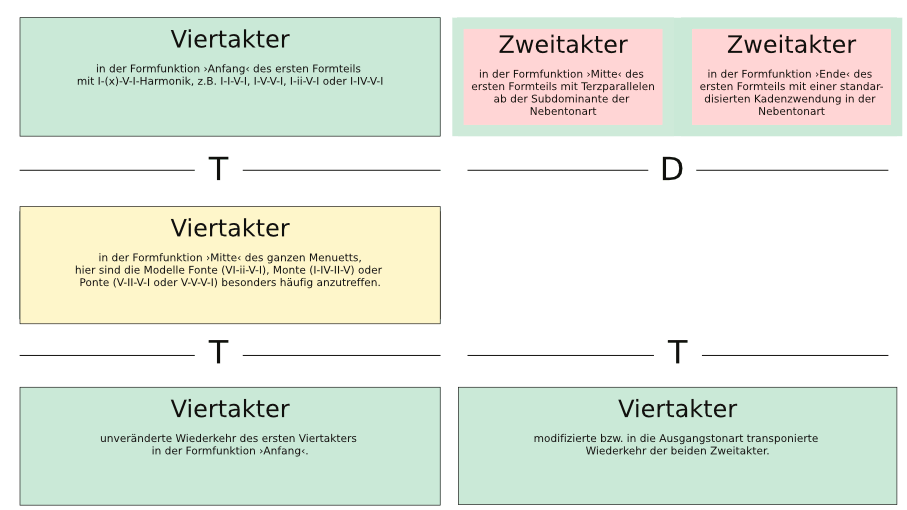 Viertakter
in der Formfunktion ›Anfang‹ des ersten Formteils
mit I-(x)-V-I-Harmonik, z.B. I-I-V-I, I-V-V-I, I-ii-V-I oder I-IV-V-I
Zweitakter
in der Formfunktion ›Mitte‹ des
ersten Formteils mit Terzparallelen
ab der Subdominante der
Nebentonart
Zweitakter
in der Formfunktion ›Ende‹ des
ersten Formteils mit einer standar-
disierten Kadenzwendung in der
Nebentonart
T
D
Viertakter
in der Formfunktion ›Mitte‹ des ganzen Menuetts,
hier sind die Modelle Fonte (VI-ii-V-I), Monte (I-IV-II-V) oder
Ponte (V-II-V-I oder V-V-V-I) besonders häufig anzutreffen.
T
T
Viertakter
unveränderte Wiederkehr des ersten Viertakters
in der Formfunktion ›Anfang‹.
Viertakter
modifizierte bzw. in die Ausgangstonart transponierte
Wiederkehr der beiden Zweitakter.